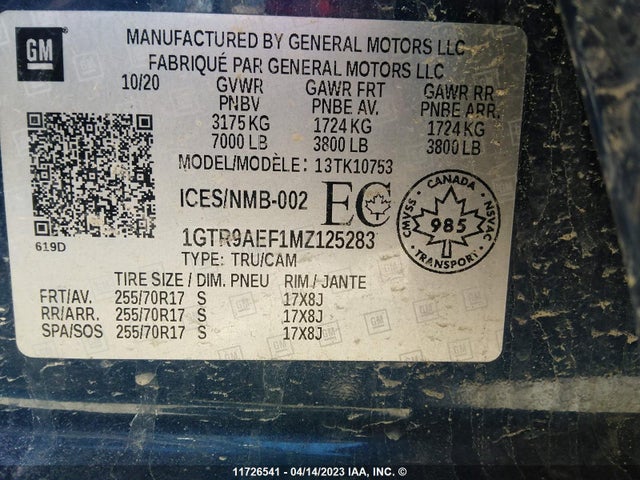 GM
MANUFACTURED BY GENERAL MOTORS LLC
FABRIQUÉ PAR GENERAL MOTORS LLC
10/20 GVWR GAWR FRT GAWR RR
PNBV PNBE AV. PNBE ARR.
3175 KG 1724 KG 1724 KG
7000 LB 3800 LB 3800 LB
MODEL/MODÈLE: 13TK10753
619D
ICES/NMB-002 EC
CANADA
CMVSS 985 NSVAC
TRANSPORT
1GTR9AEF1MZ125283
TYPE: TRU/CAM
TIRE SIZE / DIM. PNEU RIM / JANTE
FRT/AV. 255/70R17 S 17X8J
RR/ARR. 255/70R17 S 17X8J
SPA/SOS 255/70R17 S 17X8J
11726541 - 04/14/2023 IAA, INC. ©